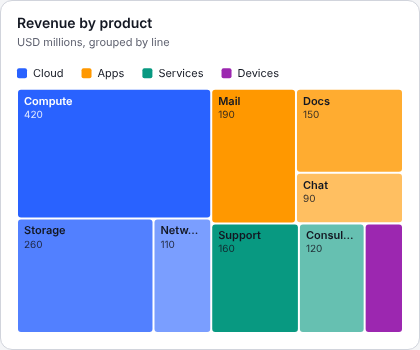 Revenue by product
USD millions, grouped by line
Cloud Apps Services Devices
Compute
420
Mail
190
Docs
150
Chat
90
Storage
260
Netw...
110
Support
160
Consul...
120